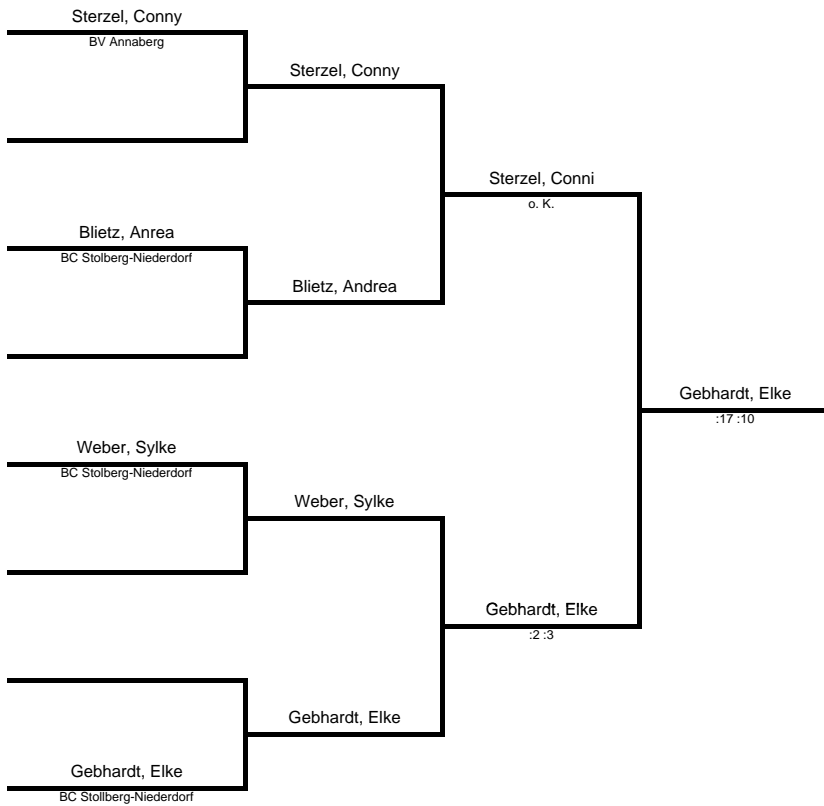 Sterzel, Conny
BV Annaberg
Sterzel, Conny
Sterzel, Conni
o. K.
Blietz, Anrea
BC Stolberg-Niederdorf
Blietz, Andrea
Gebhardt, Elke
:17 :10
Weber, Sylke
BC Stolberg-Niederdorf
Weber, Sylke
Gebhardt, Elke
:2 :3
Gebhardt, Elke
Gebhardt, Elke
BC Stollberg-Niederdorf